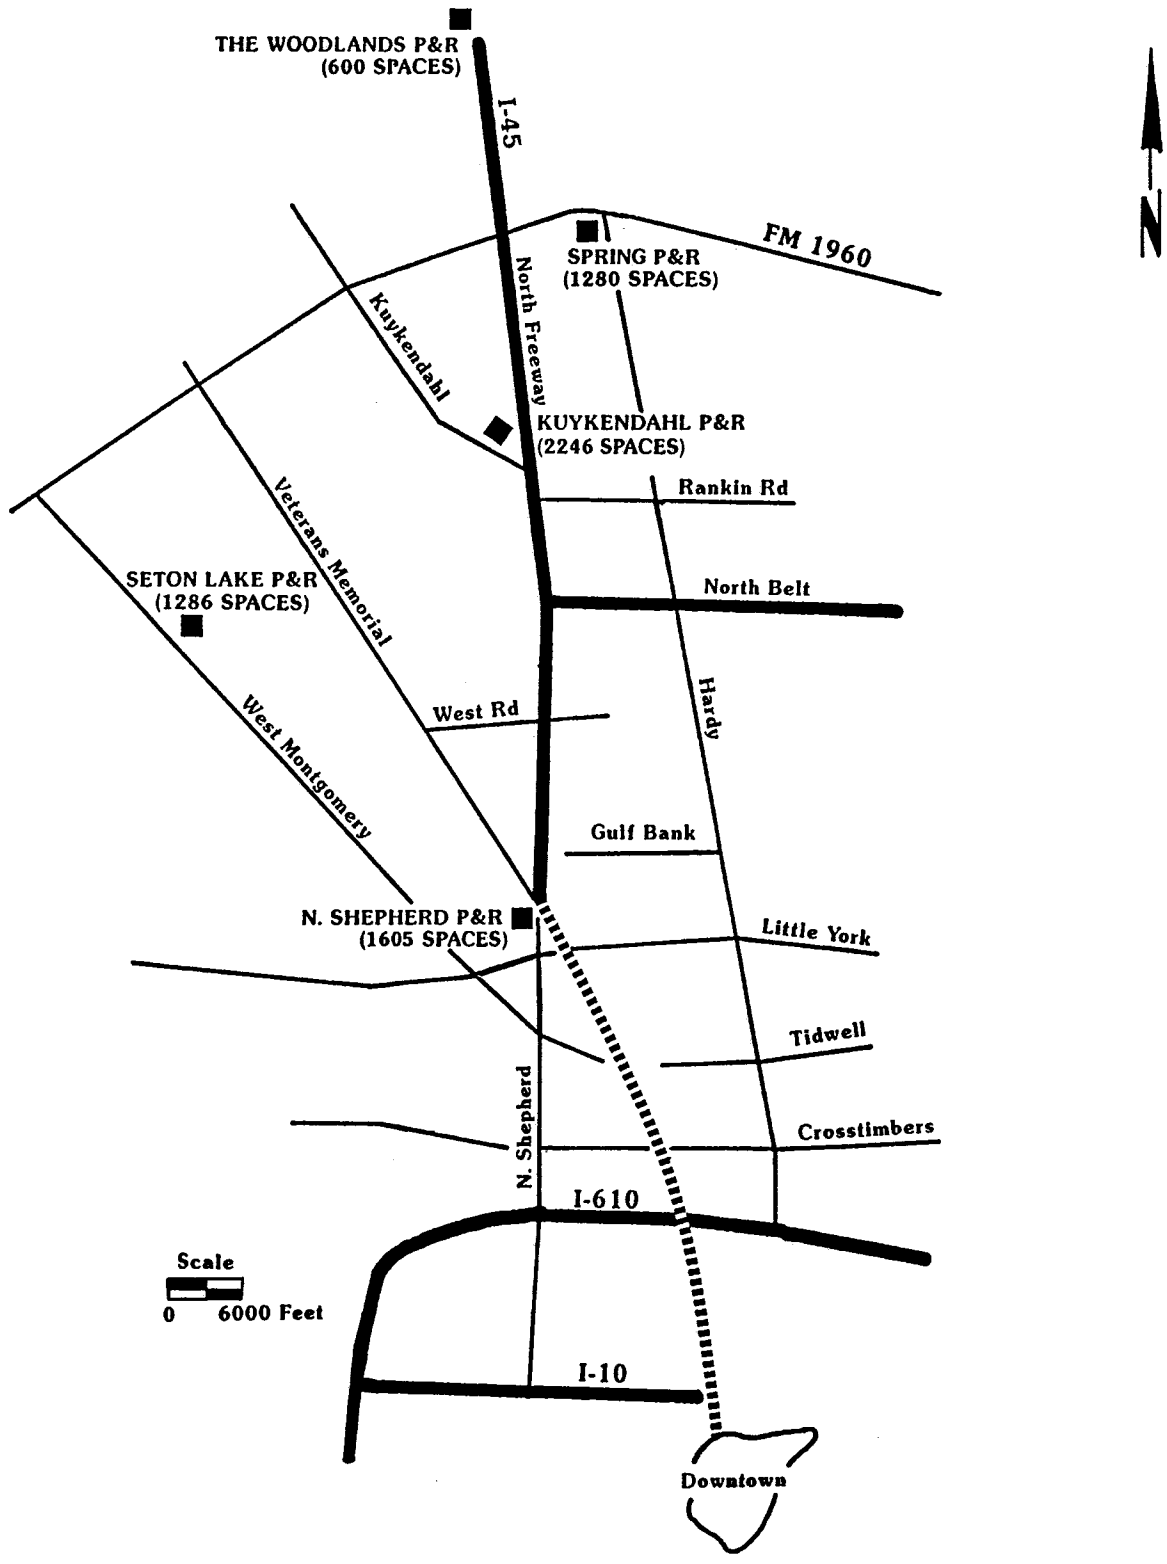 THE WOODLANDS P&R
(600 SPACES)
I-45
N
FM 1960
SPRING P&R
(1280 SPACES)
North Freeway
Kuykendahl
KUYKENDAHL P&R
(2246 SPACES)
Rankin Rd
Veterans Memorial
SETON LAKE P&R
(1286 SPACES)
North Belt
Hardy
West Rd
West Montgomery
Gulf Bank
N. SHEPHERD P&R
(1605 SPACES)
Little York
Tidwell
N. Shepherd
Crosstimbers
I-610
Scale
0 6000 Feet
I-10
Downtown